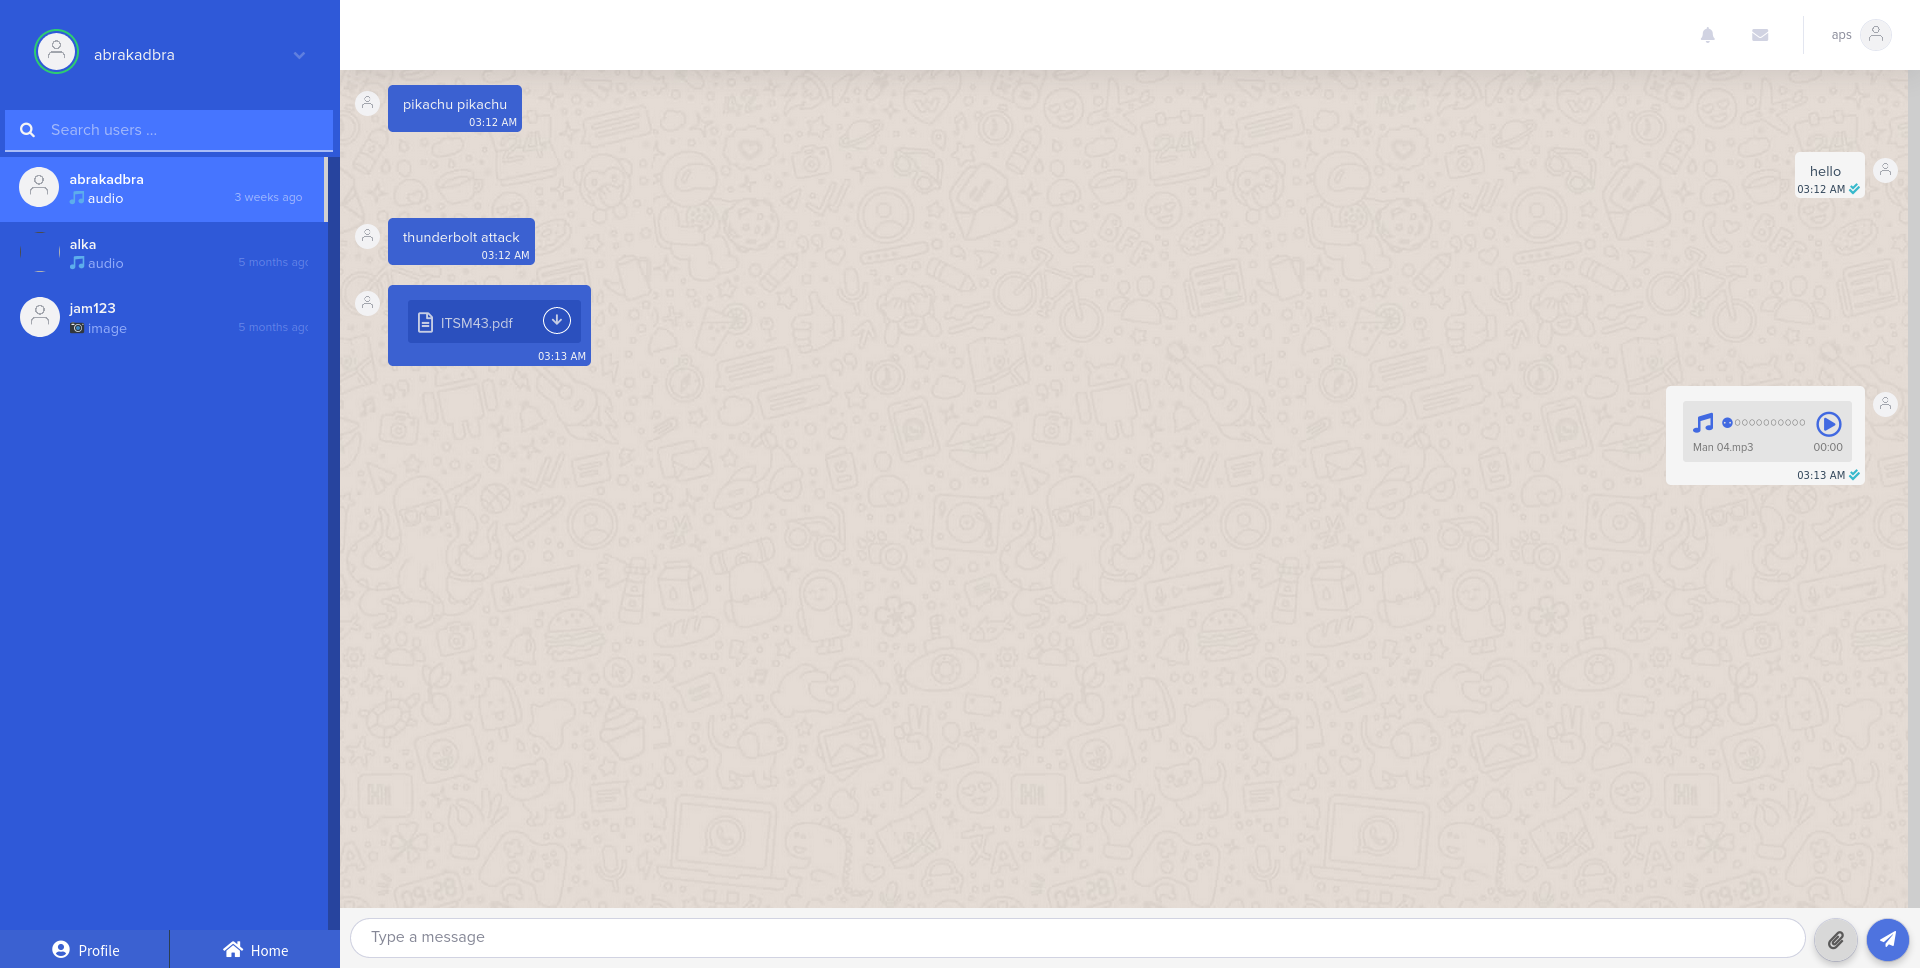 abrakadbra
aps
Search users ...
abrakadbra
audio
3 weeks ago
alka
audio
5 months ago
jam123
image
5 months ago
Profile
Home
pikachu pikachu
03:12 AM
hello
03:12 AM
thunderbolt attack
03:12 AM
ITSM43.pdf
03:13 AM
Man 04.mp3
00:00
03:13 AM
Type a message